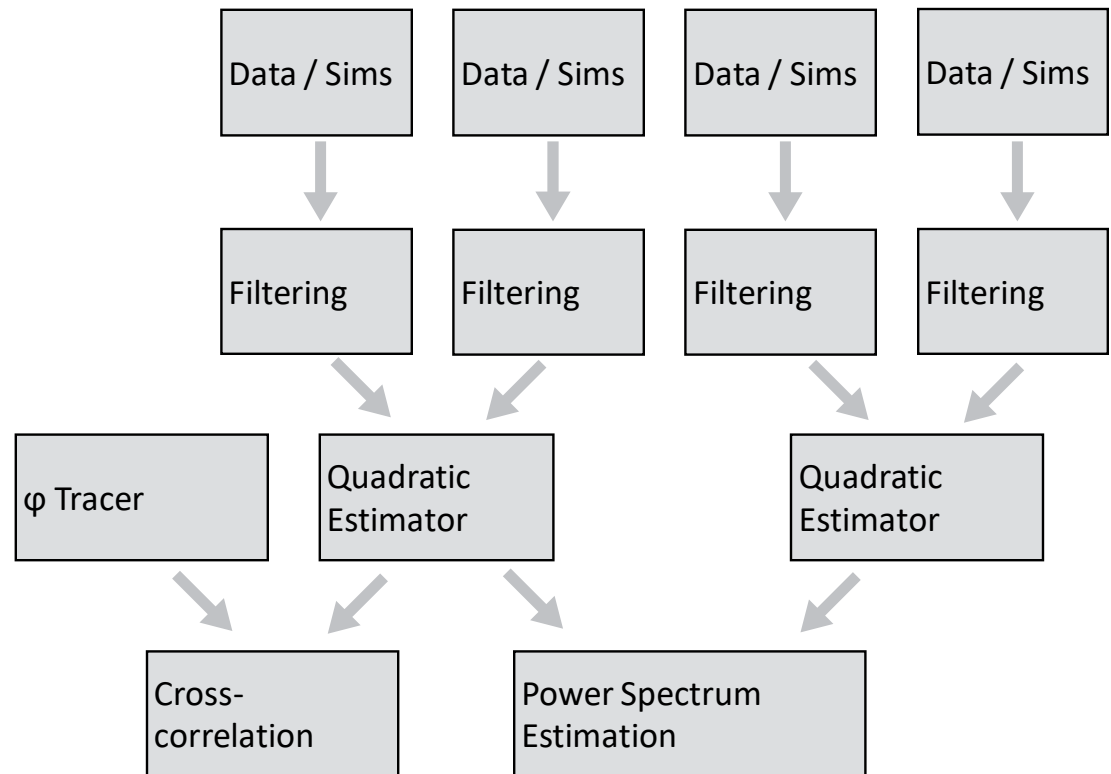 Data / Sims
Data / Sims
Data / Sims
Data / Sims
Filtering
Filtering
Filtering
Filtering
φ Tracer
Quadratic
Estimator
Quadratic
Estimator
Cross-
correlation
Power Spectrum
Estimation